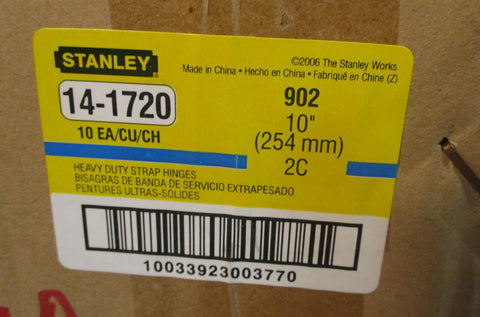 STANLEY
©2006 The Stanley Works
Made in China • Hecho en China • Fabriqué en Chine (Z)
14-1720
10 EA/CU/CH
902
10"
(254 mm)
2C
HEAVY DUTY STRAP HINGES
BISAGRAS DE BANDA DE SERVICIO EXTRAPESADO
PENTURES ULTRAS-SOLIDES
10033923003770